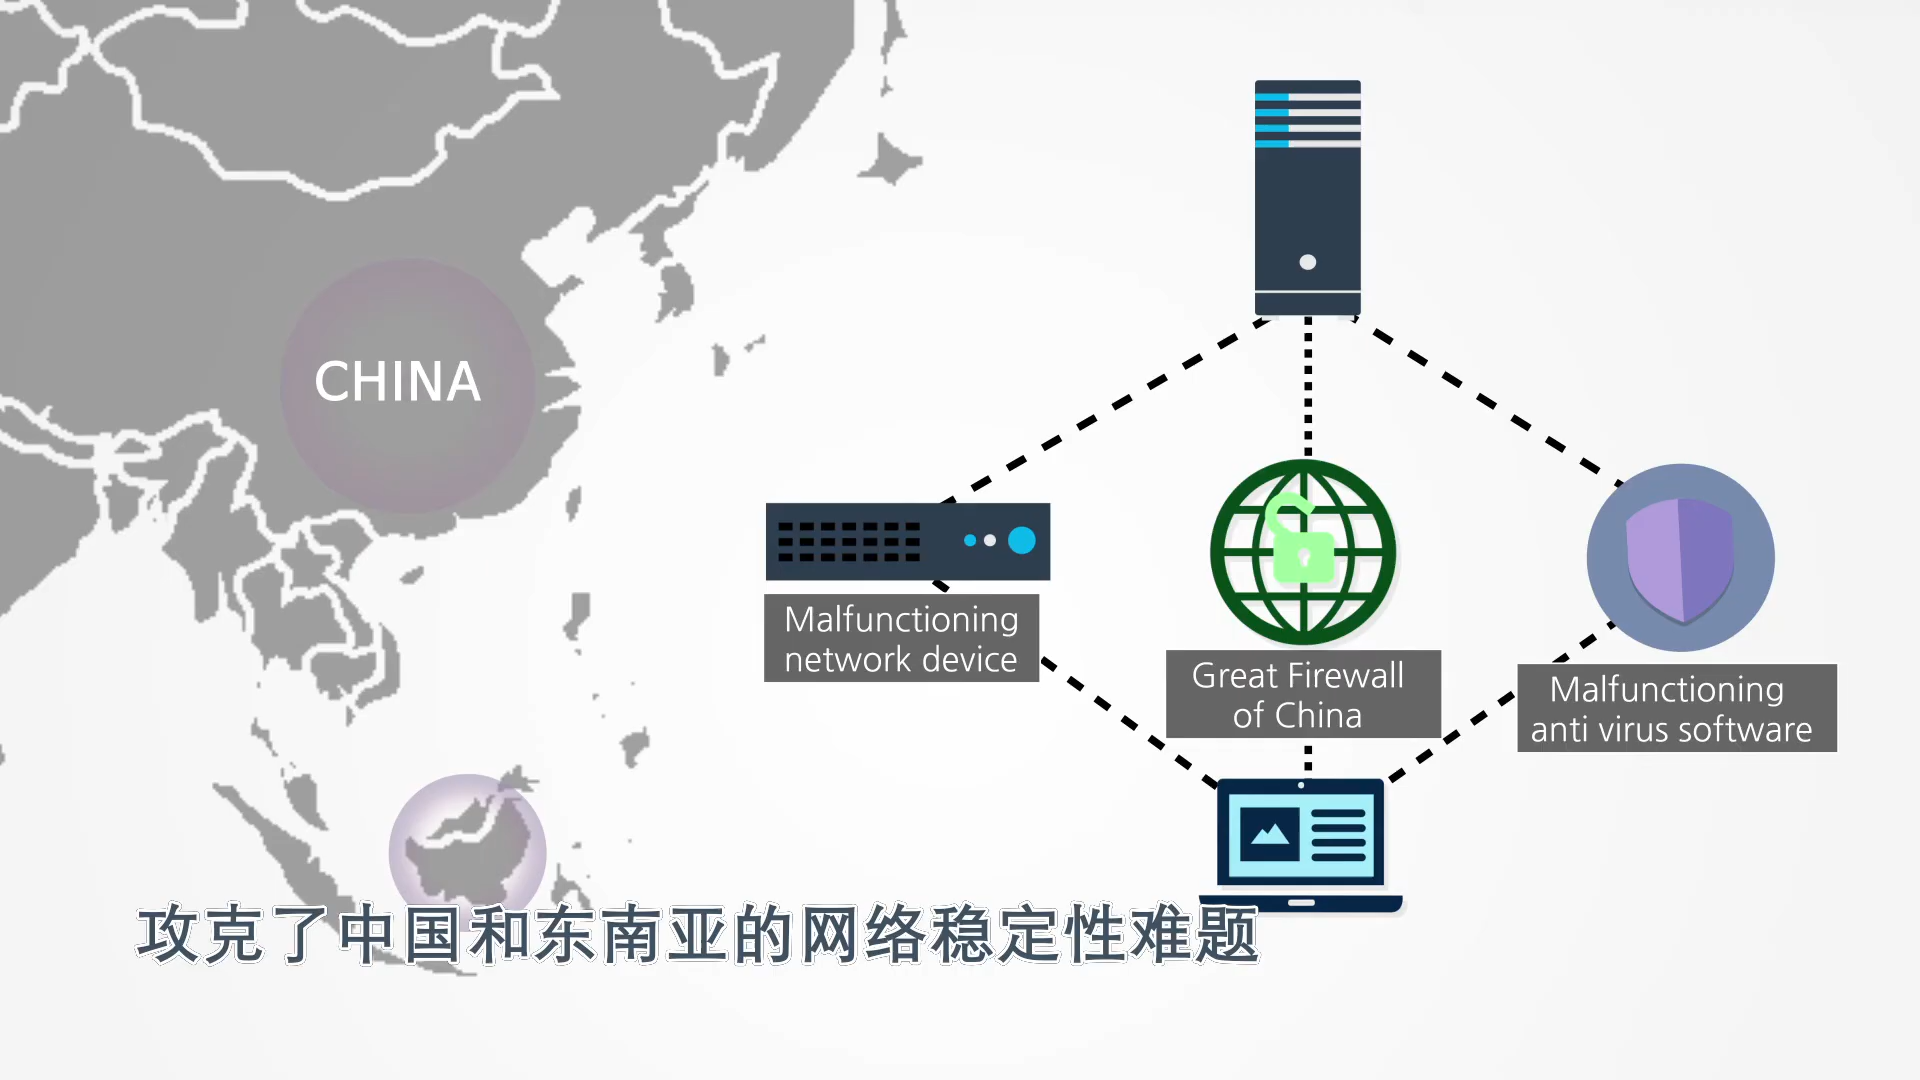 CHINA
Malfunctioning
network device
Great Firewall
of China
Malfunctioning
anti virus software
攻克了中国和东南亚的网络稳定性难题